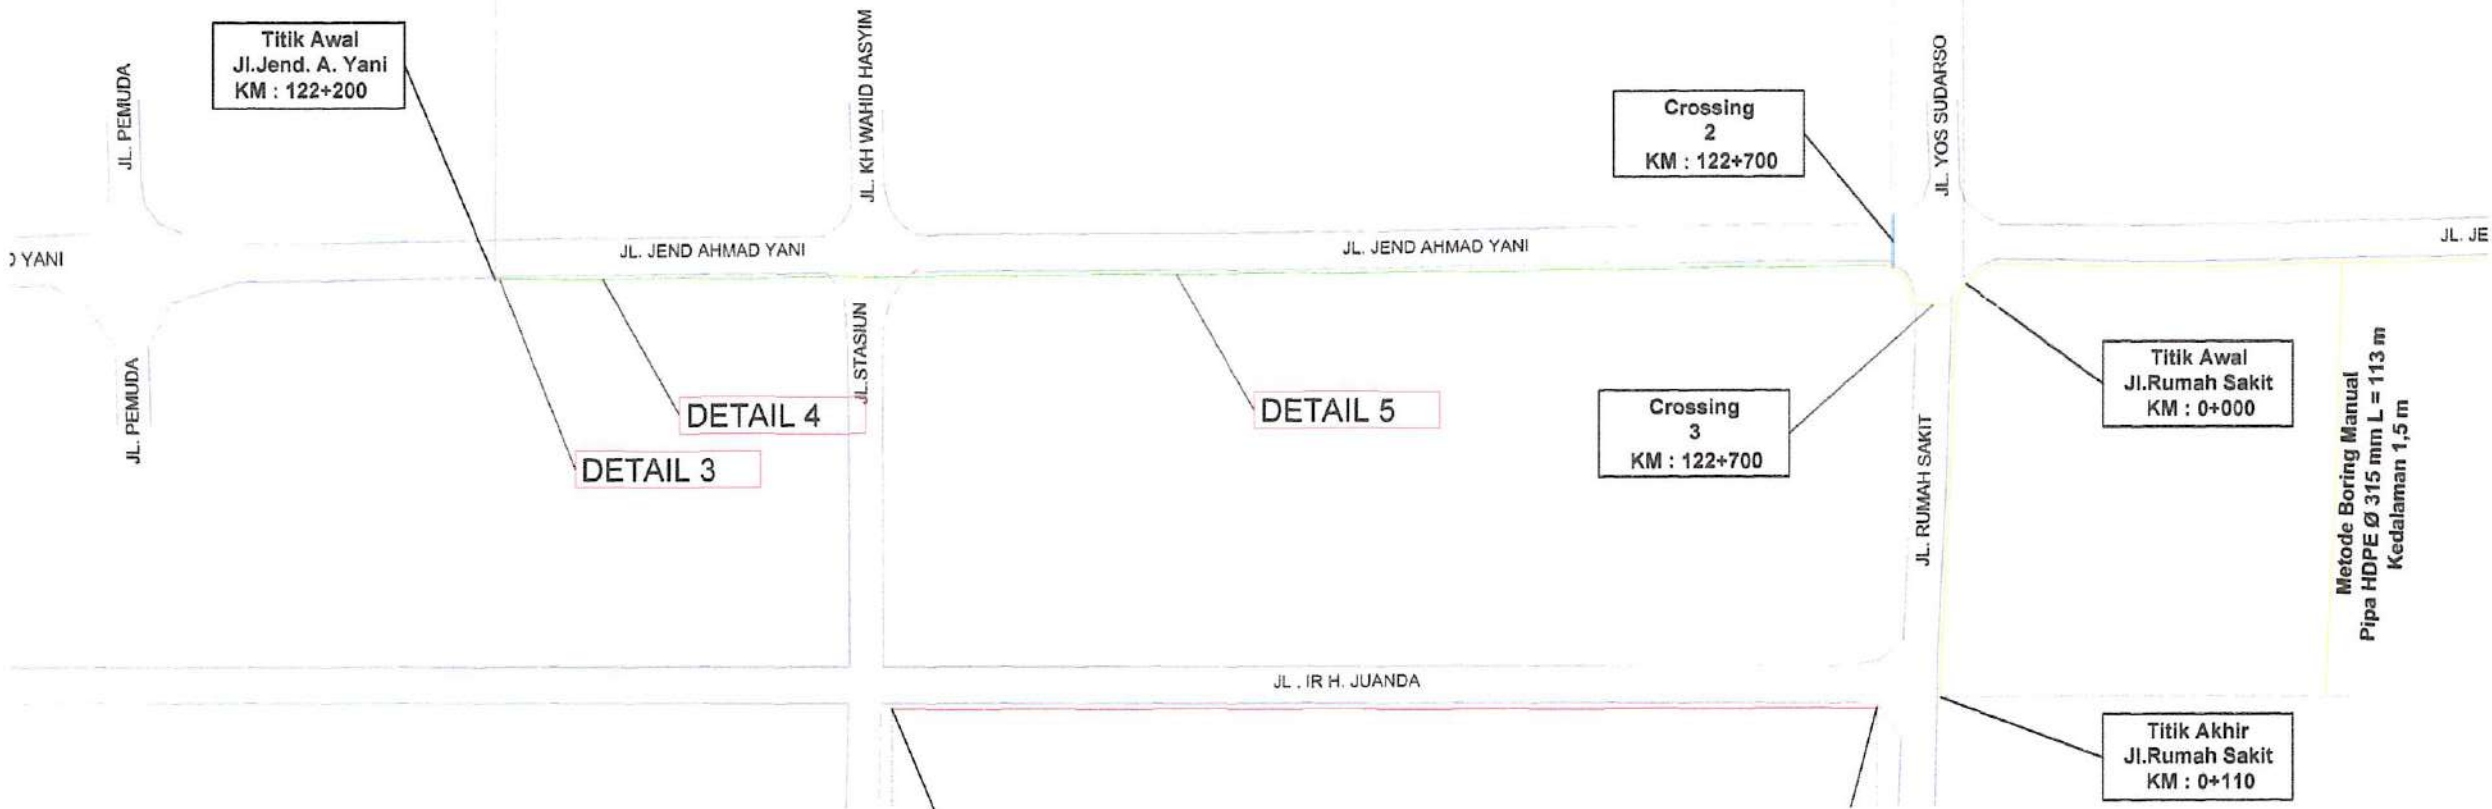 Titik Awal
Jl.Jend. A. Yani
KM : 122+200
JL. PEMUDA
JL. KH WAHID HASYIM
Crossing
2
KM : 122+700
JL. YOS SUDARSO
YANI
JL. JEND AHMAD YANI
JL. JEND AHMAD YANI
JL. JE
JL. PEMUDA
JL.STASIUN
DETAIL 4
DETAIL 3
DETAIL 5
Crossing
3
KM : 122+700
JL. RUMAH SAKIT
Titik Awal
Jl.Rumah Sakit
KM : 0+000
Metode Boring Manual
Pipa HDPE Ø 315 mm L = 113 m
Kedalaman 1,5 m
JL . IR H. JUANDA
Titik Akhir
Jl.Rumah Sakit
KM : 0+110